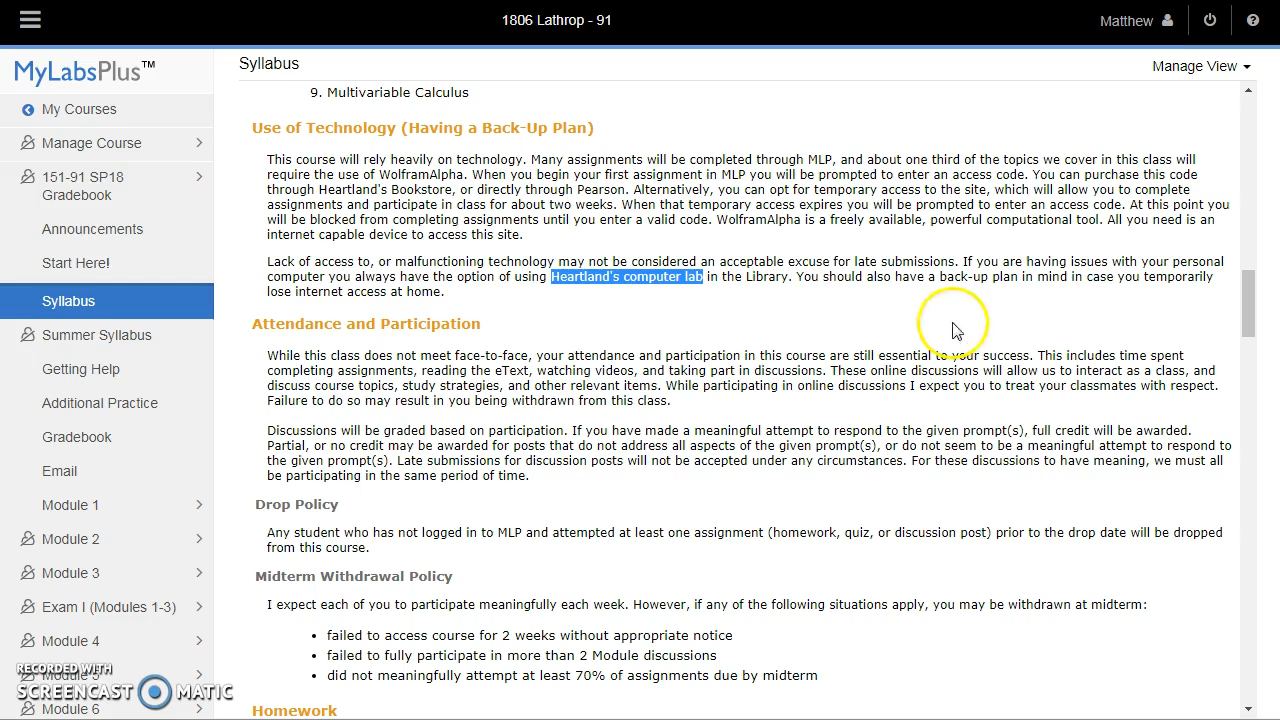 1806 Lathrop - 91
Matthew
MyLabsPlus™
My Courses
Manage Course
151-91 SP18
Gradebook
Announcements
Start Here!
Syllabus
Summer Syllabus
Getting Help
Additional Practice
Gradebook
Email
Module 1
Module 2
Module 3
Exam I (Modules 1-3)
Module 4
Module 5
Module 6
RECORDED WITH
SCREENCAST MATIC
Syllabus
Manage View
9. Multivariable Calculus
Use of Technology (Having a Back-Up Plan)
This course will rely heavily on technology. Many assignments will be completed through MLP, and about one third of the topics we cover in this class will
require the use of WolframAlpha. When you begin your first assignment in MLP you will be prompted to enter an access code. You can purchase this code
through Heartland's Bookstore, or directly through Pearson. Alternatively, you can opt for temporary access to the site, which will allow you to complete
assignments and participate in class for about two weeks. When that temporary access expires you will be prompted to enter an access code. At this point you
will be blocked from completing assignments until you enter a valid code. WolframAlpha is a freely available, powerful computational tool. All you need is an
internet capable device to access this site.
Lack of access to, or malfunctioning technology may not be considered an acceptable excuse for late submissions. If you are having issues with your personal
computer you always have the option of using Heartland's computer lab in the Library. You should also have a back-up plan in mind in case you temporarily
lose internet access at home.
Attendance and Participation
While this class does not meet face-to-face, your attendance and participation in this course are still essential to your success. This includes time spent
completing assignments, reading the eText, watching videos, and taking part in discussions. These online discussions will allow us to interact as a class, and
discuss course topics, study strategies, and other relevant items. While participating in online discussions I expect you to treat your classmates with respect.
Failure to do so may result in you being withdrawn from this class.
Discussions will be graded based on participation. If you have made a meaningful attempt to respond to the given prompt(s), full credit will be awarded.
Partial, or no credit may be awarded for posts that do not address all aspects of the given prompt(s), or do not seem to be a meaningful attempt to respond to
the given prompt(s). Late submissions for discussion posts will not be accepted under any circumstances. For these discussions to have meaning, we must all
be participating in the same period of time.
Drop Policy
Any student who has not logged in to MLP and attempted at least one assignment (homework, quiz, or discussion post) prior to the drop date will be dropped
from this course.
Midterm Withdrawal Policy
I expect each of you to participate meaningfully each week. However, if any of the following situations apply, you may be withdrawn at midterm:
• failed to access course for 2 weeks without appropriate notice
• failed to fully participate in more than 2 Module discussions
• did not meaningfully attempt at least 70% of assignments due by midterm
Homework